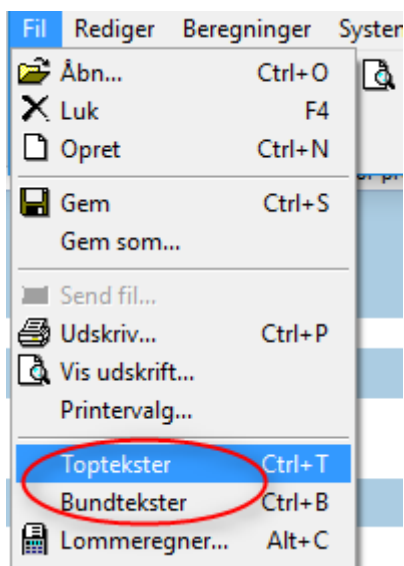 Fil Rediger Beregninger System
Åbn... Ctrl+O
Luk F4
Opret Ctrl+N
Gem Ctrl+S
Gem som...
Send fil...
Udskriv... Ctrl+P
Vis udskrift...
Printervalg...
Toptekster Ctrl+T
Bundtekster Ctrl+B
Lommeregner... Alt+C